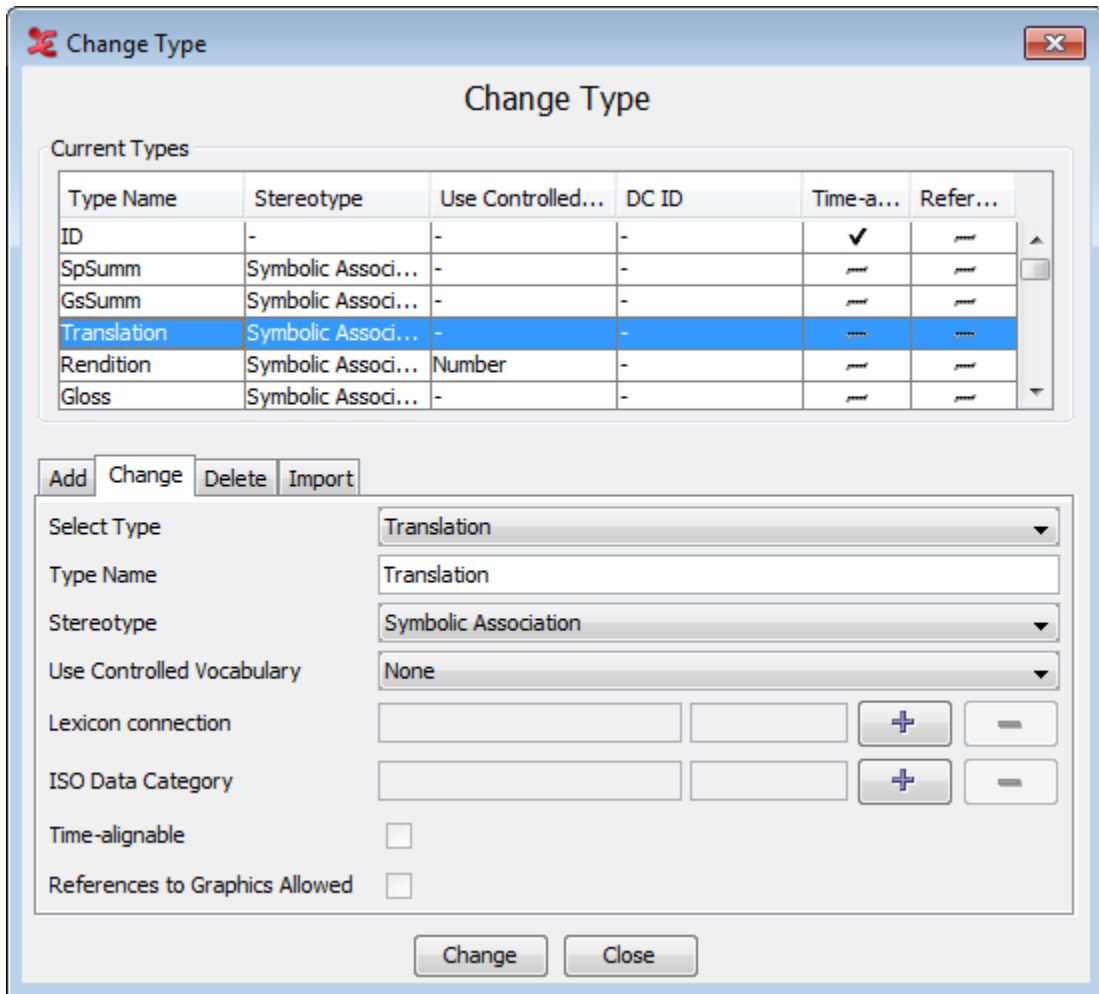 Change Type
Change Type
Current Types
Type Name Stereotype Use Controlled... DC ID Time-a... Refer...
ID - - -
SpSumm Symbolic Associ... - -
GsSumm Symbolic Associ... - -
Translation Symbolic Associ... - -
Rendition Symbolic Associ... Number -
Gloss Symbolic Associ... - -
Add Change Delete Import
Select Type Translation
Type Name Translation
Stereotype Symbolic Association
Use Controlled Vocabulary None
Lexicon connection
ISO Data Category
Time-alignable
References to Graphics Allowed
Change Close